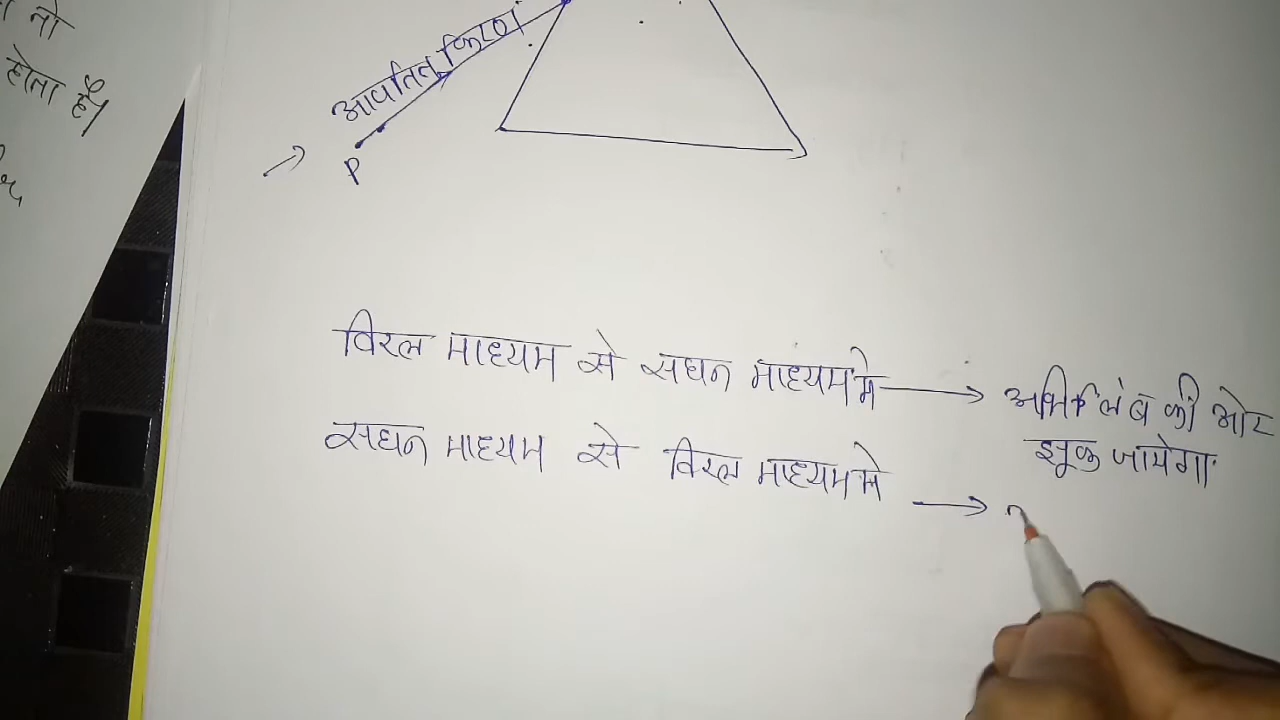 नो
होता है।
आपतित किरण
P
विरल माध्यम से सघन माध्यम मे → अभिलंब की ओर
झुक जायेगा
सघन माध्यम से विरल माध्यम मे →